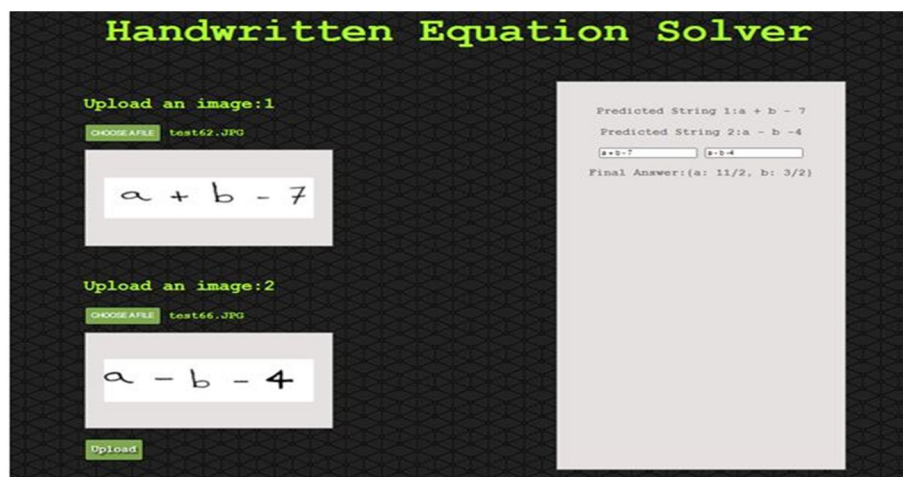 Handwritten Equation Solver
Upload an image:1
CHOOSE A FILE test62.JPG
a + b - 7
Upload an image:2
CHOOSE A FILE test66.JPG
a - b - 4
Upload
Predicted String 1:a + b - 7
Predicted String 2:a - b -4
a + b - 7 a - b -4
Final Answer:{a: 11/2, b: 3/2}